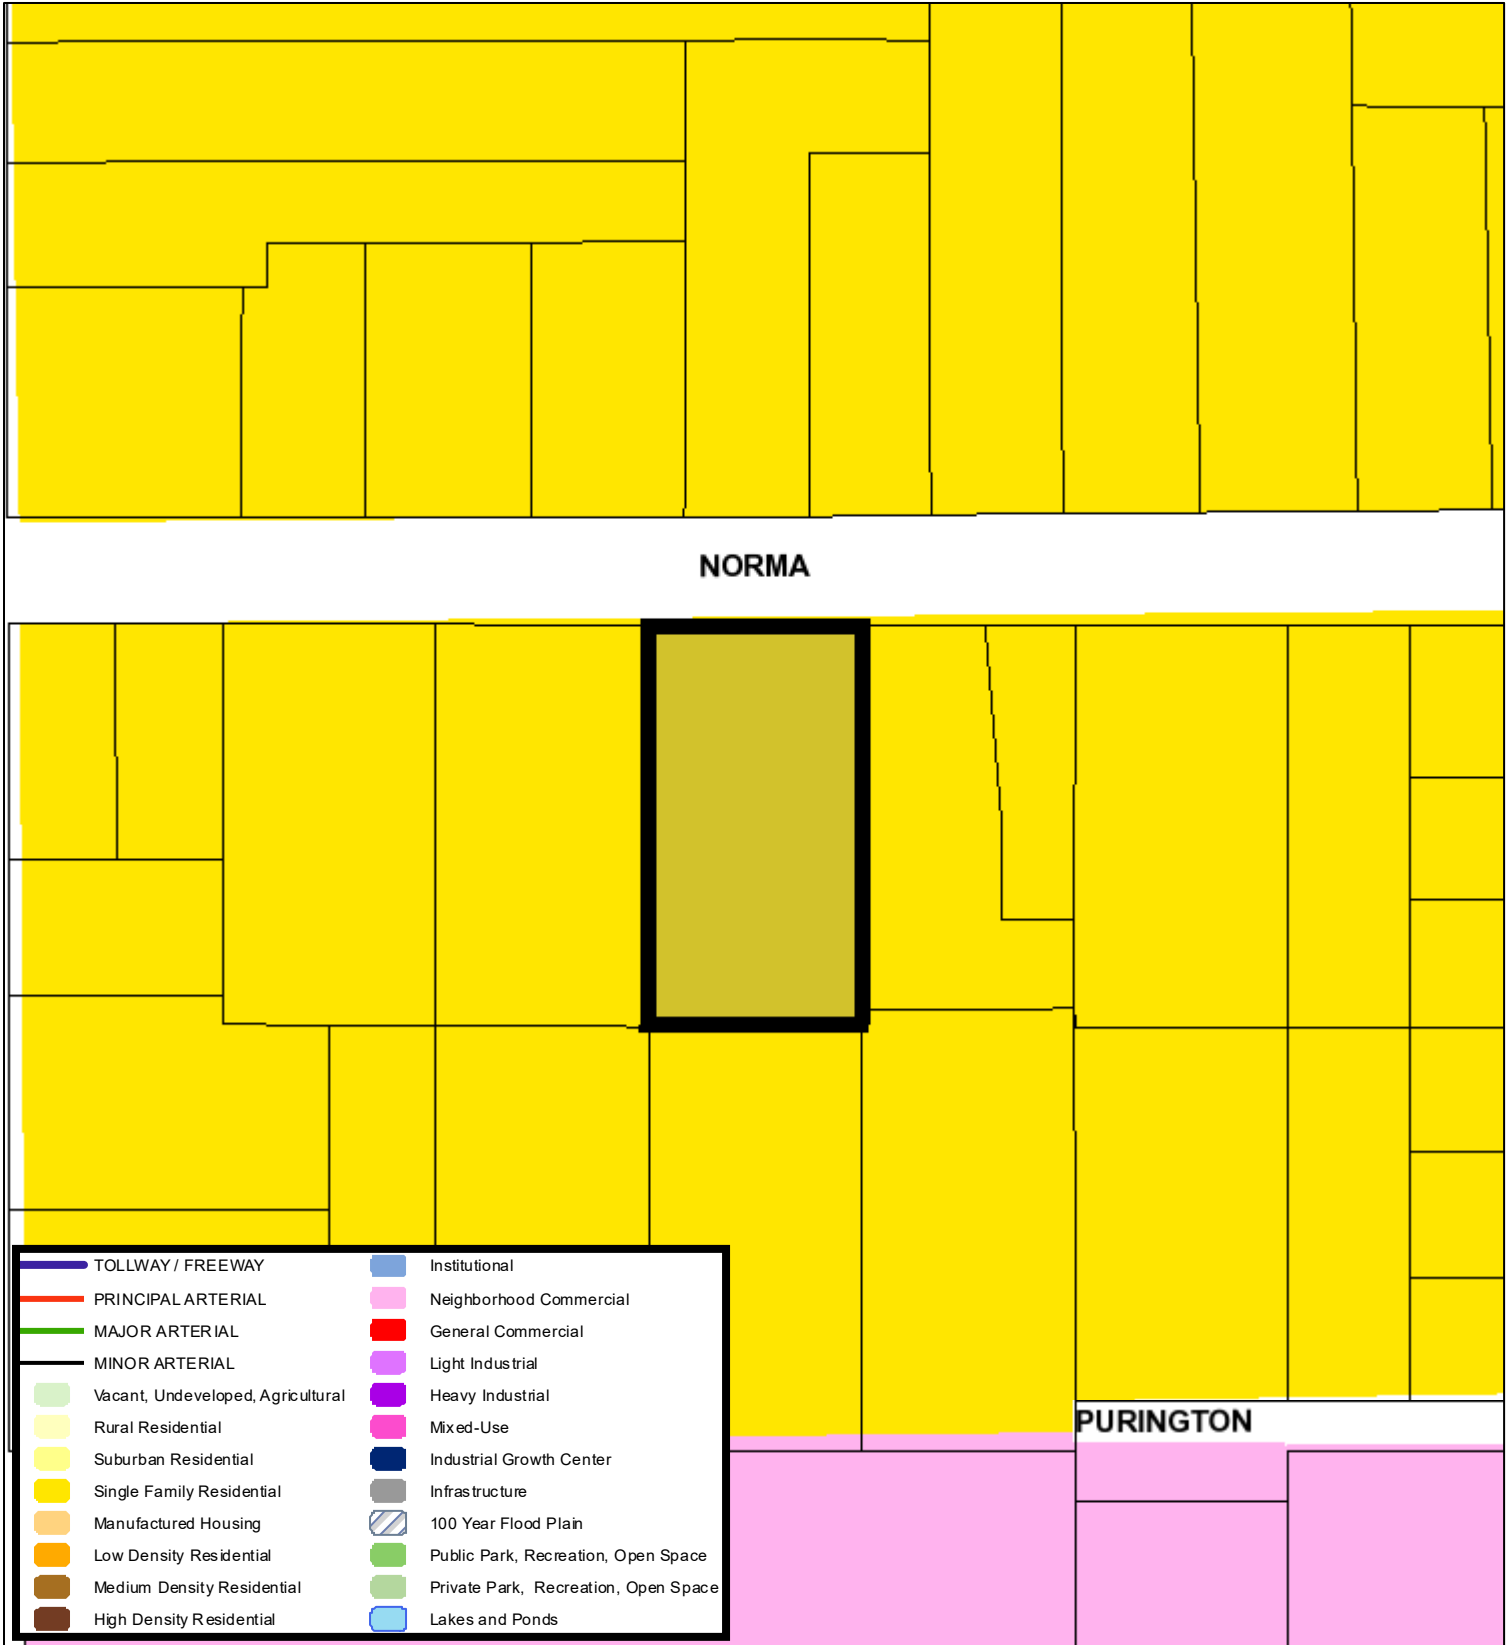 NORMA
PURINGTON
TOLLWAY / FREEWAY
PRINCIPAL ARTERIAL
MAJOR ARTERIAL
MINOR ARTERIAL
Vacant, Undeveloped, Agricultural
Rural Residential
Suburban Residential
Single Family Residential
Manufactured Housing
Low Density Residential
Medium Density Residential
High Density Residential
Institutional
Neighborhood Commercial
General Commercial
Light Industrial
Heavy Industrial
Mixed-Use
Industrial Growth Center
Infrastructure
100 Year Flood Plain
Public Park, Recreation, Open Space
Private Park, Recreation, Open Space
Lakes and Ponds